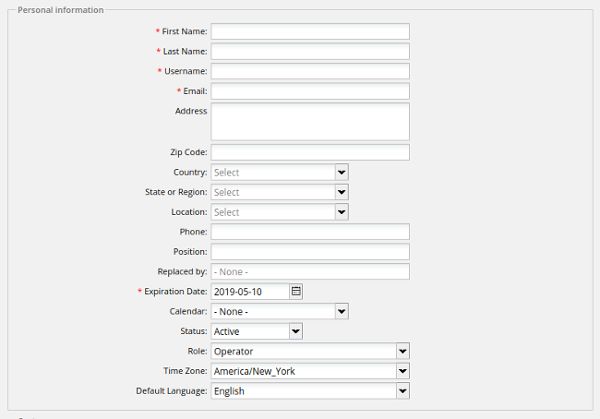 Personal information
* First Name:
* Last Name:
* Username:
* Email:
Address
Zip Code:
Country: Select
State or Region: Select
Location: Select
Phone:
Position:
Replaced by: - None -
* Expiration Date: 2019-05-10
Calendar: - None -
Status: Active
Role: Operator
Time Zone: America/New_York
Default Language: English